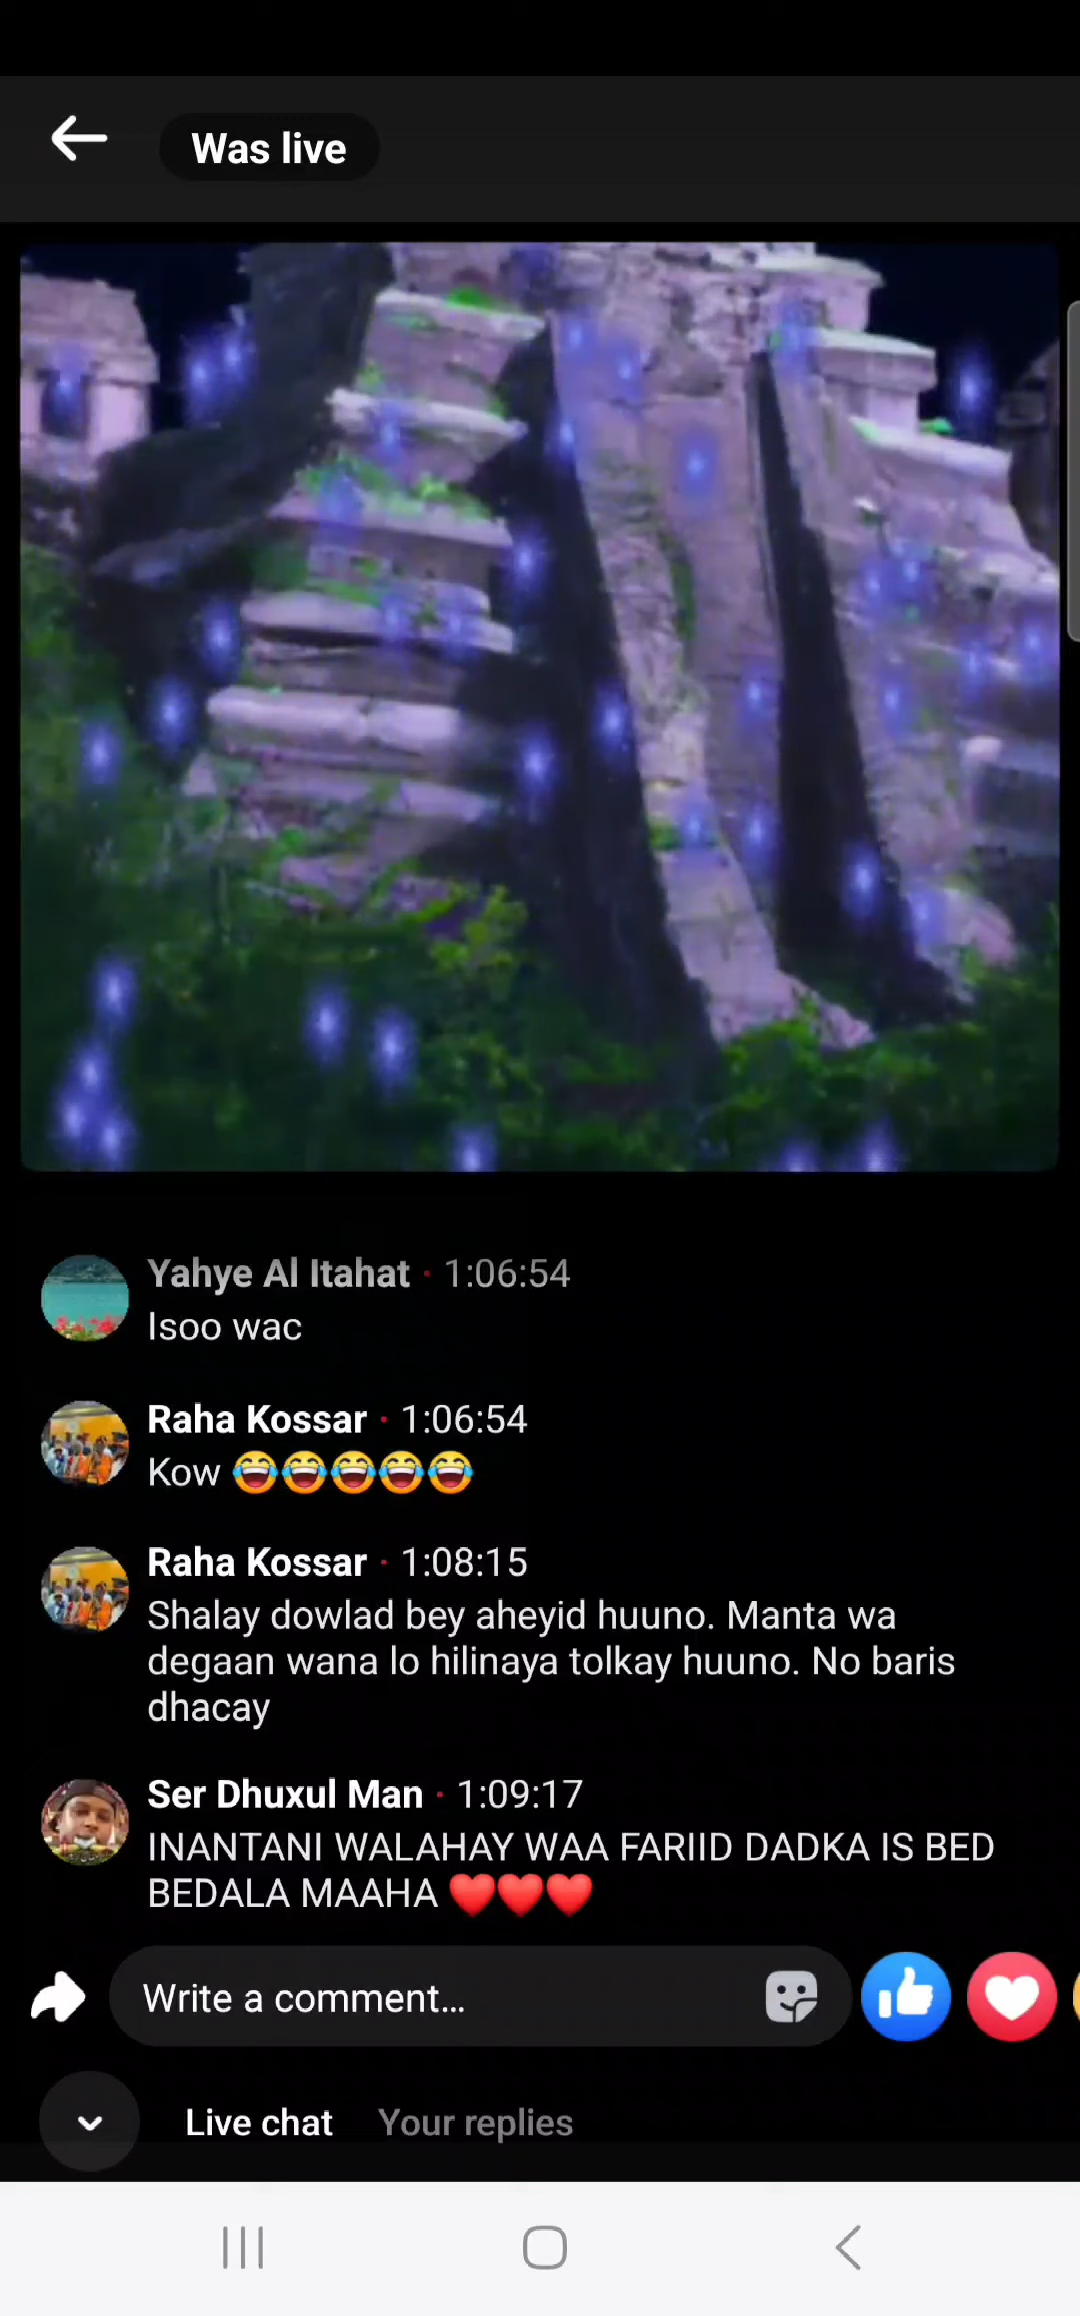 Was live
Yahye Al Itahat · 1:06:54
Isoo wac
Raha Kossar · 1:06:54
Kow 😂😂😂😂😂
Raha Kossar · 1:08:15
Shalay dowlad bey aheyid huuno. Manta wa
degaan wana lo hilinaya tolkay huuno. No baris
dhacay
Ser Dhuxul Man · 1:09:17
INANTANI WALAHAY WAA FARIID DADKA IS BED
BEDALA MAAHA ❤️❤️❤️
Write a comment...
Live chat Your replies